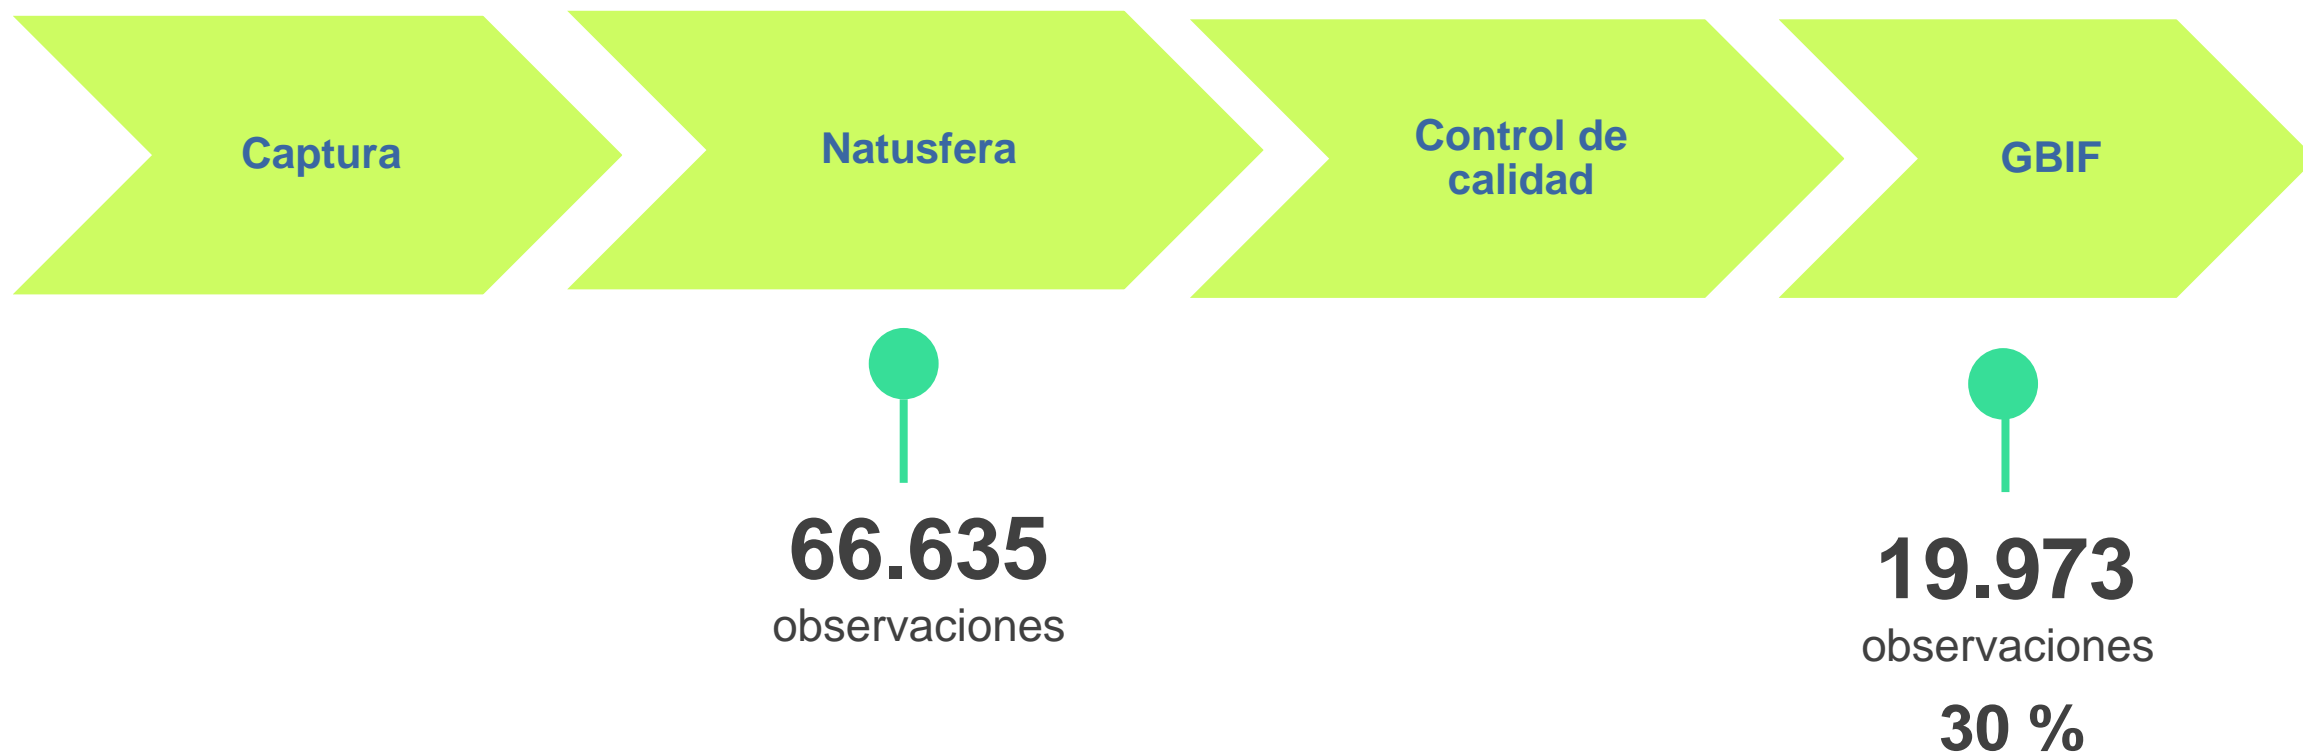 Captura
Natusfera
Control de
calidad
GBIF
66.635
observaciones
19.973
observaciones
30 %